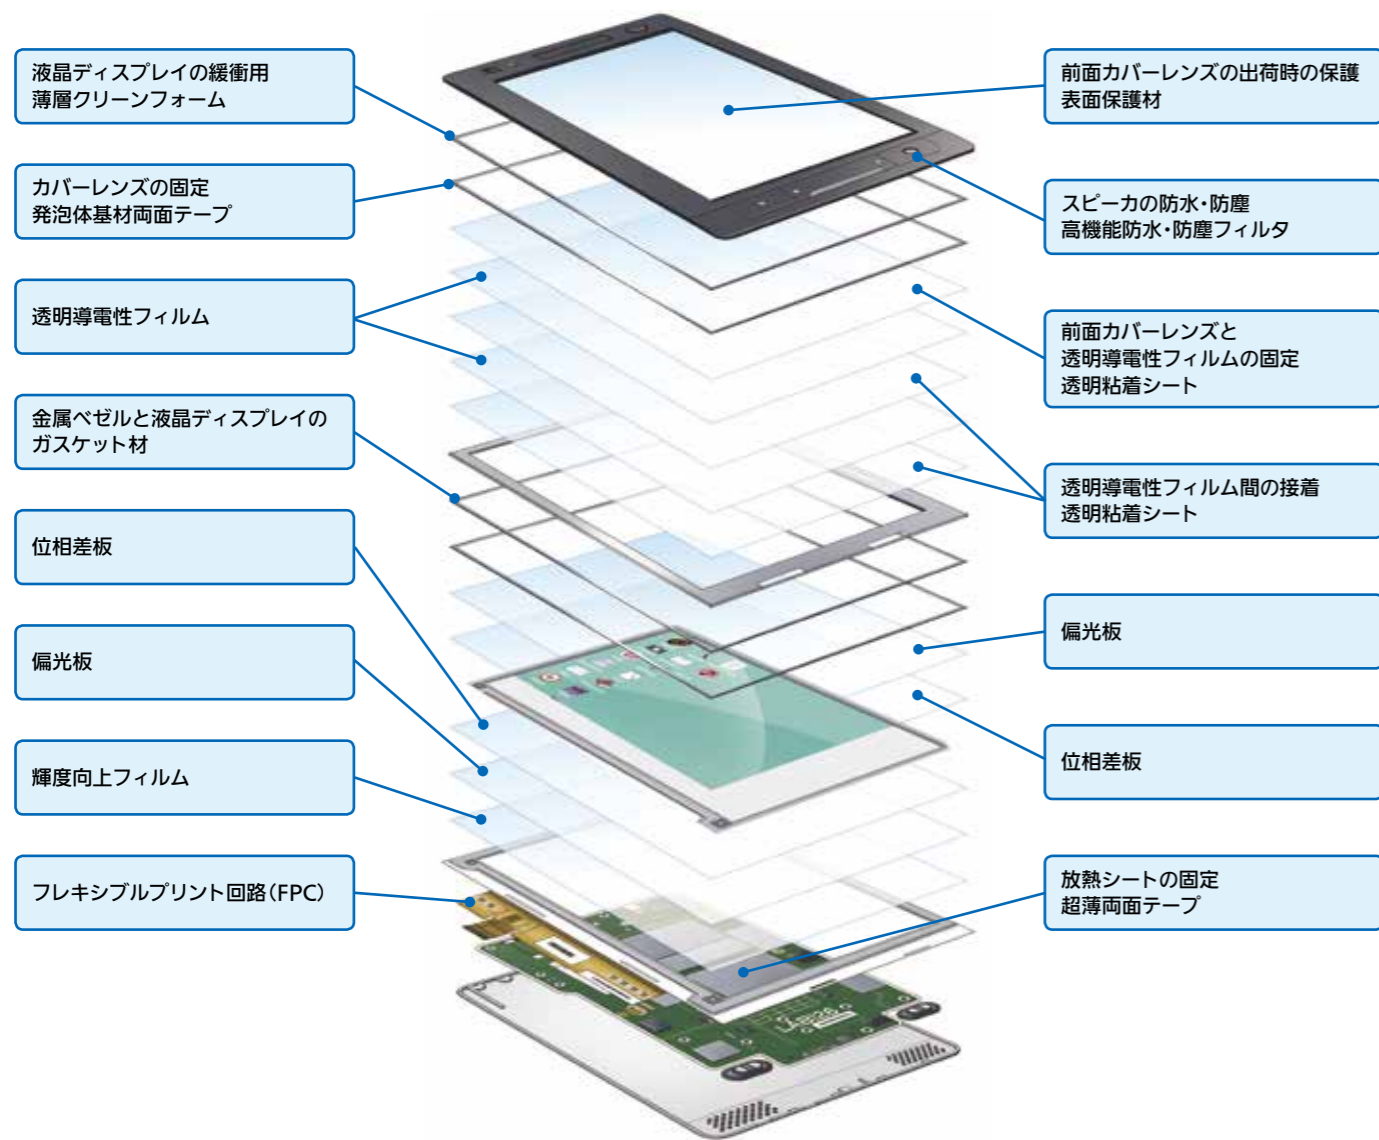 液晶ディスプレイの緩衝用
薄層クリーンフォーム
カバーレンズの固定
発泡体基材両面テープ
透明導電性フィルム
金属ベゼルと液晶ディスプレイの
ガスケット材
位相差板
偏光板
輝度向上フィルム
フレキシブルプリント回路(FPC)
前面カバーレンズの出荷時の保護
表面保護材
スピーカの防水・防塵
高機能防水・防塵フィルタ
前面カバーレンズと
透明導電性フィルムの固定
透明粘着シート
透明導電性フィルム間の接着
透明粘着シート
偏光板
位相差板
放熱シートの固定
超薄両面テープ